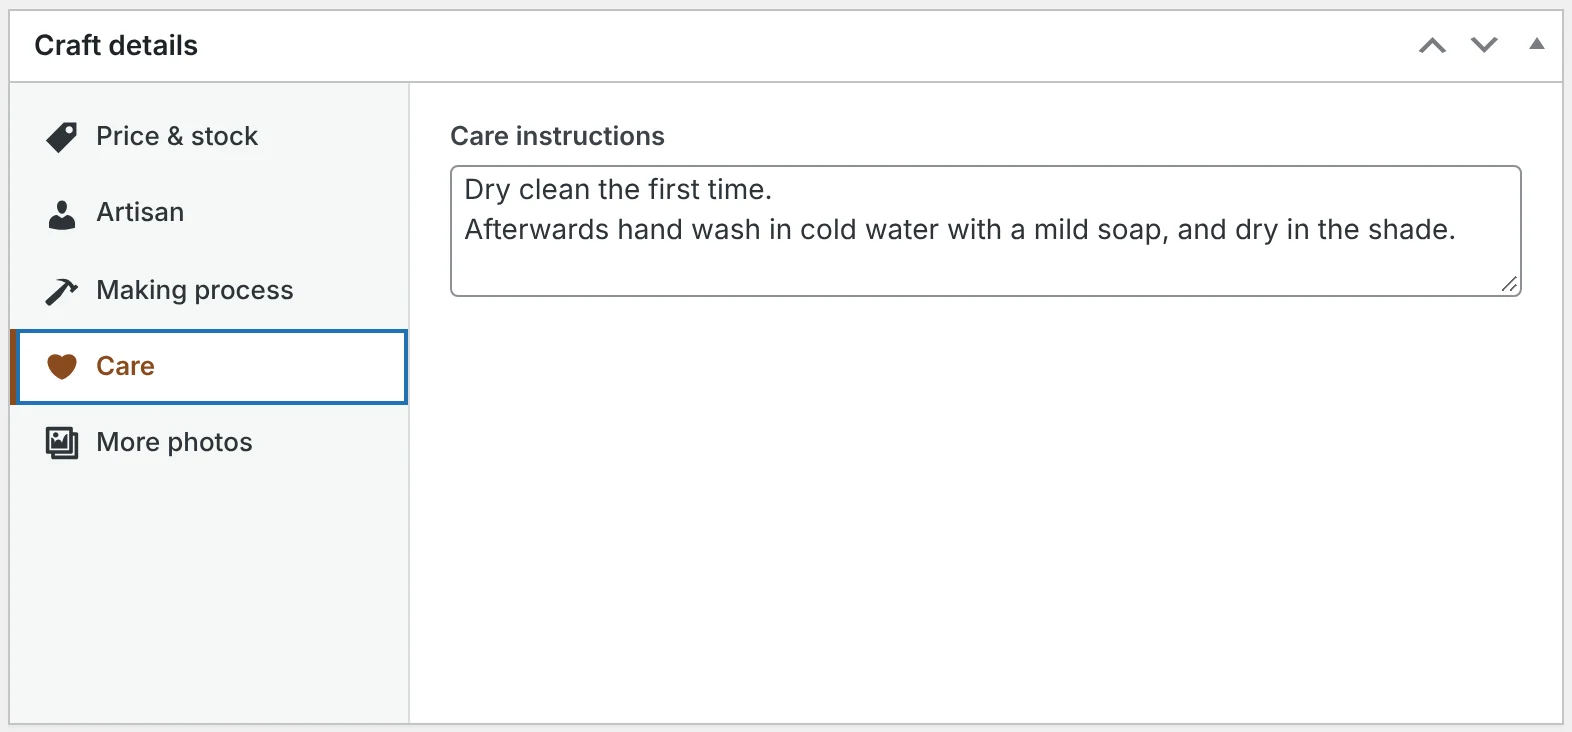 Craft details
Price & stock
Artisan
Making process
Care
More photos
Care instructions
Dry clean the first time.
Afterwards hand wash in cold water with a mild soap, and dry in the shade.